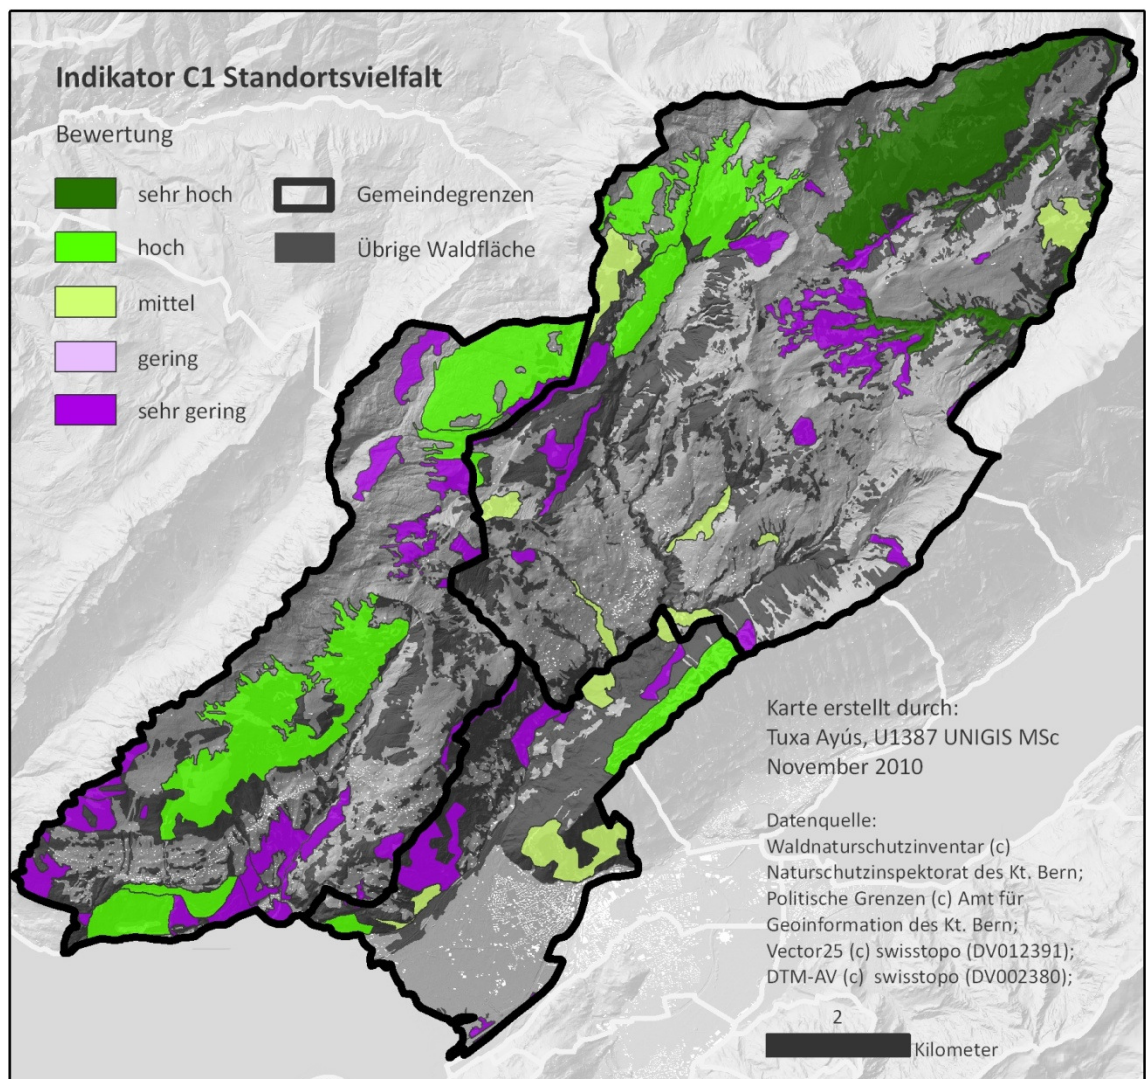 Indikator C1 Standortsvielfalt
Bewertung
sehr hoch
hoch
mittel
gering
sehr gering
Gemeindegrenzen
Übrige Waldfläche
Karte erstellt durch:
Tuxa Ayús, U1387 UNIGIS MSc
November 2010
Datenquelle:
Waldnaturschutzinventar (c)
Naturschutzinspektorat des Kt. Bern;
Politische Grenzen (c) Amt für
Geoinformation des Kt. Bern;
Vector25 (c) swisstopo (DV012391);
DTM-AV (c) swisstopo (DV002380);
2
Kilometer